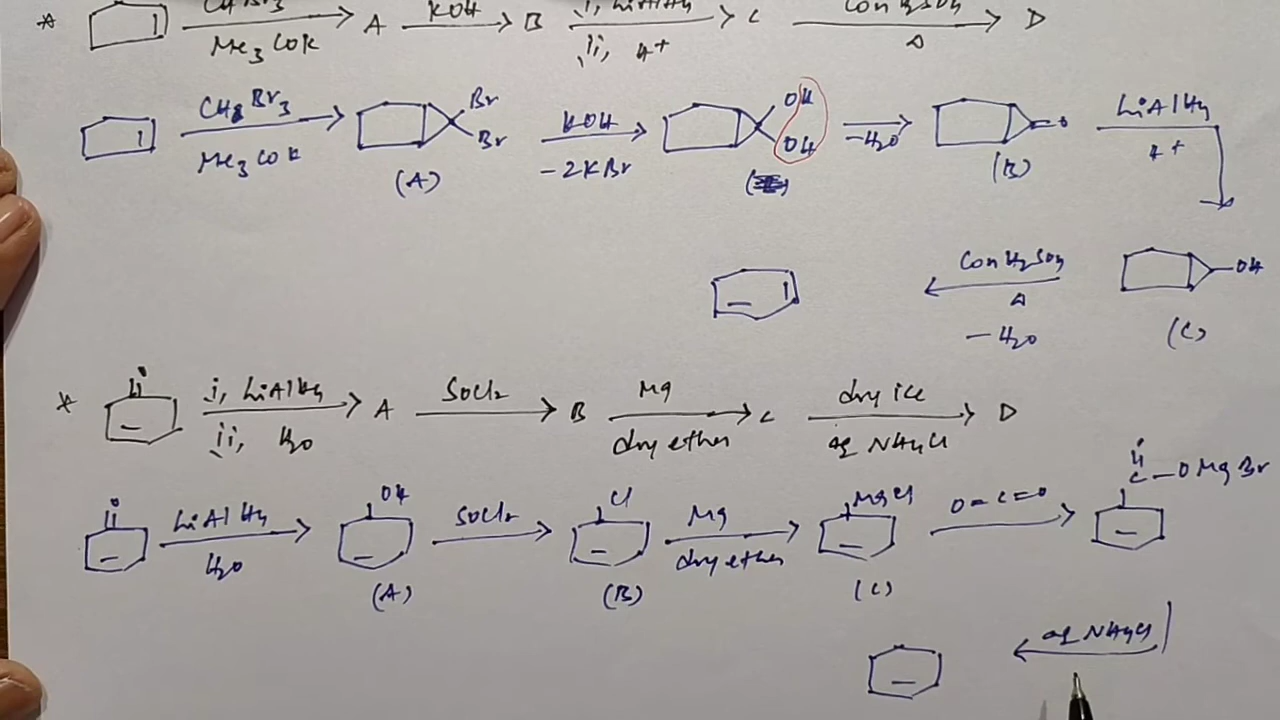 * CHBr3 Me3COK → A KOH → B i, LiAlH4 ii, H+ → C Con H2SO4 Δ → D
CHBr3 Me3COK → Br Br (A) KOH -2KBr → OH OH → -H2O =O (B) LiAlH4 H+
OH (C) Con H2SO4 Δ -H2O
* O i, LiAlH4 ii, H2O → A SOCl2 → B Mg dry ether → C dry ice aq NH4Cl → D
O LiAlH4 H2O → OH (A) SOCl2 → Cl (B) Mg dry ether → MgCl (C) O=C=O → O C-OMgBr
aq NH4Cl